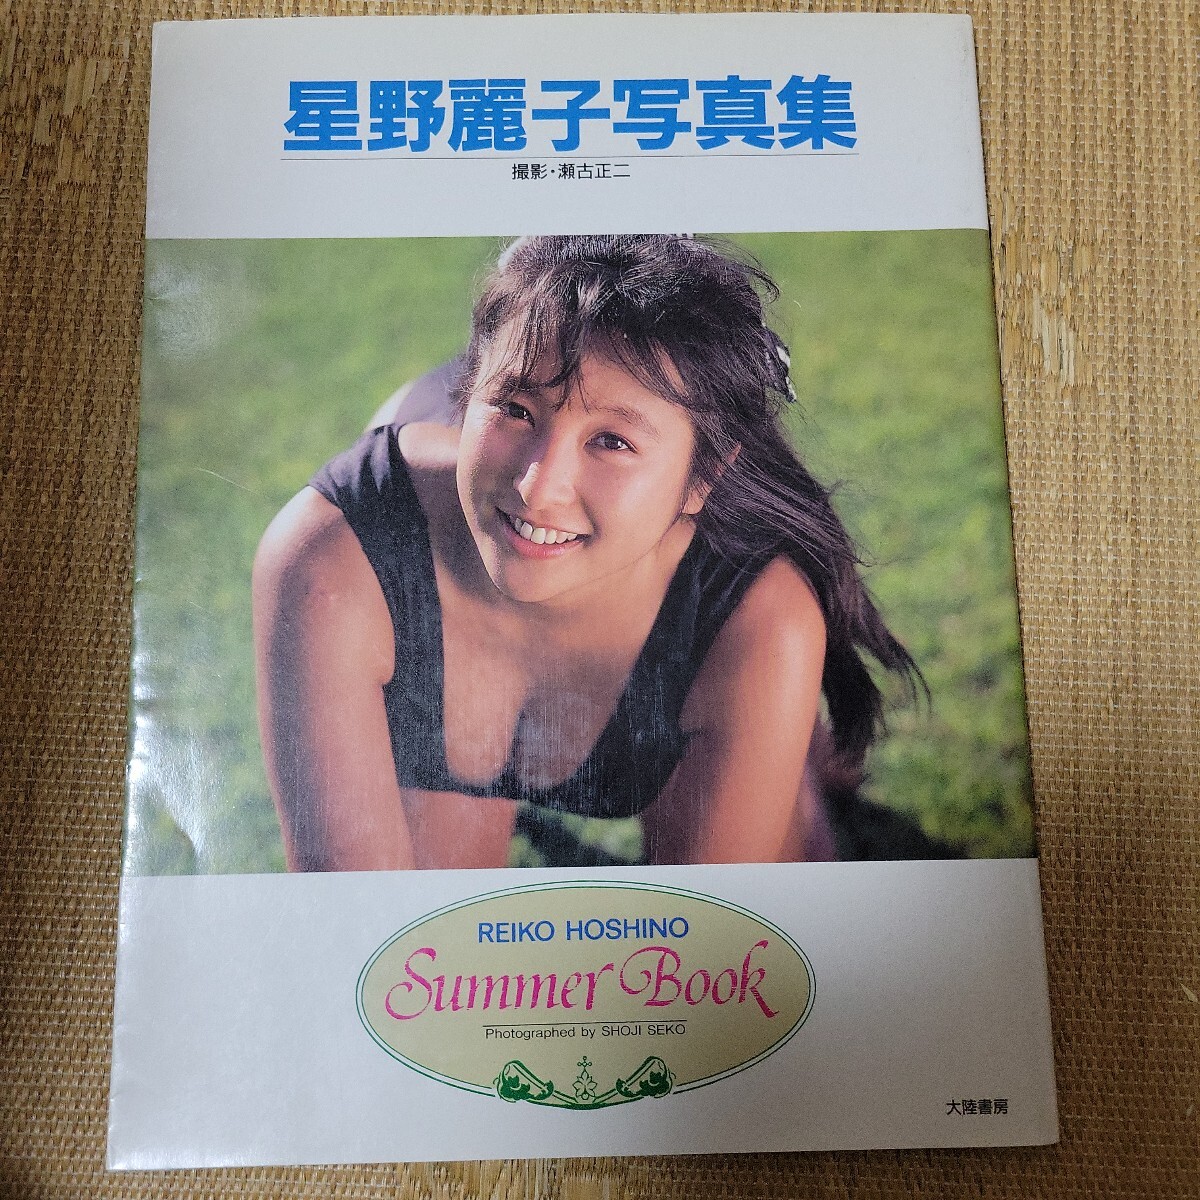 星野麗子写真集
撮影・瀬古正二
REIKO HOSHINO
Summer Book
Photographed by SHOJI SEKO
大陸書房